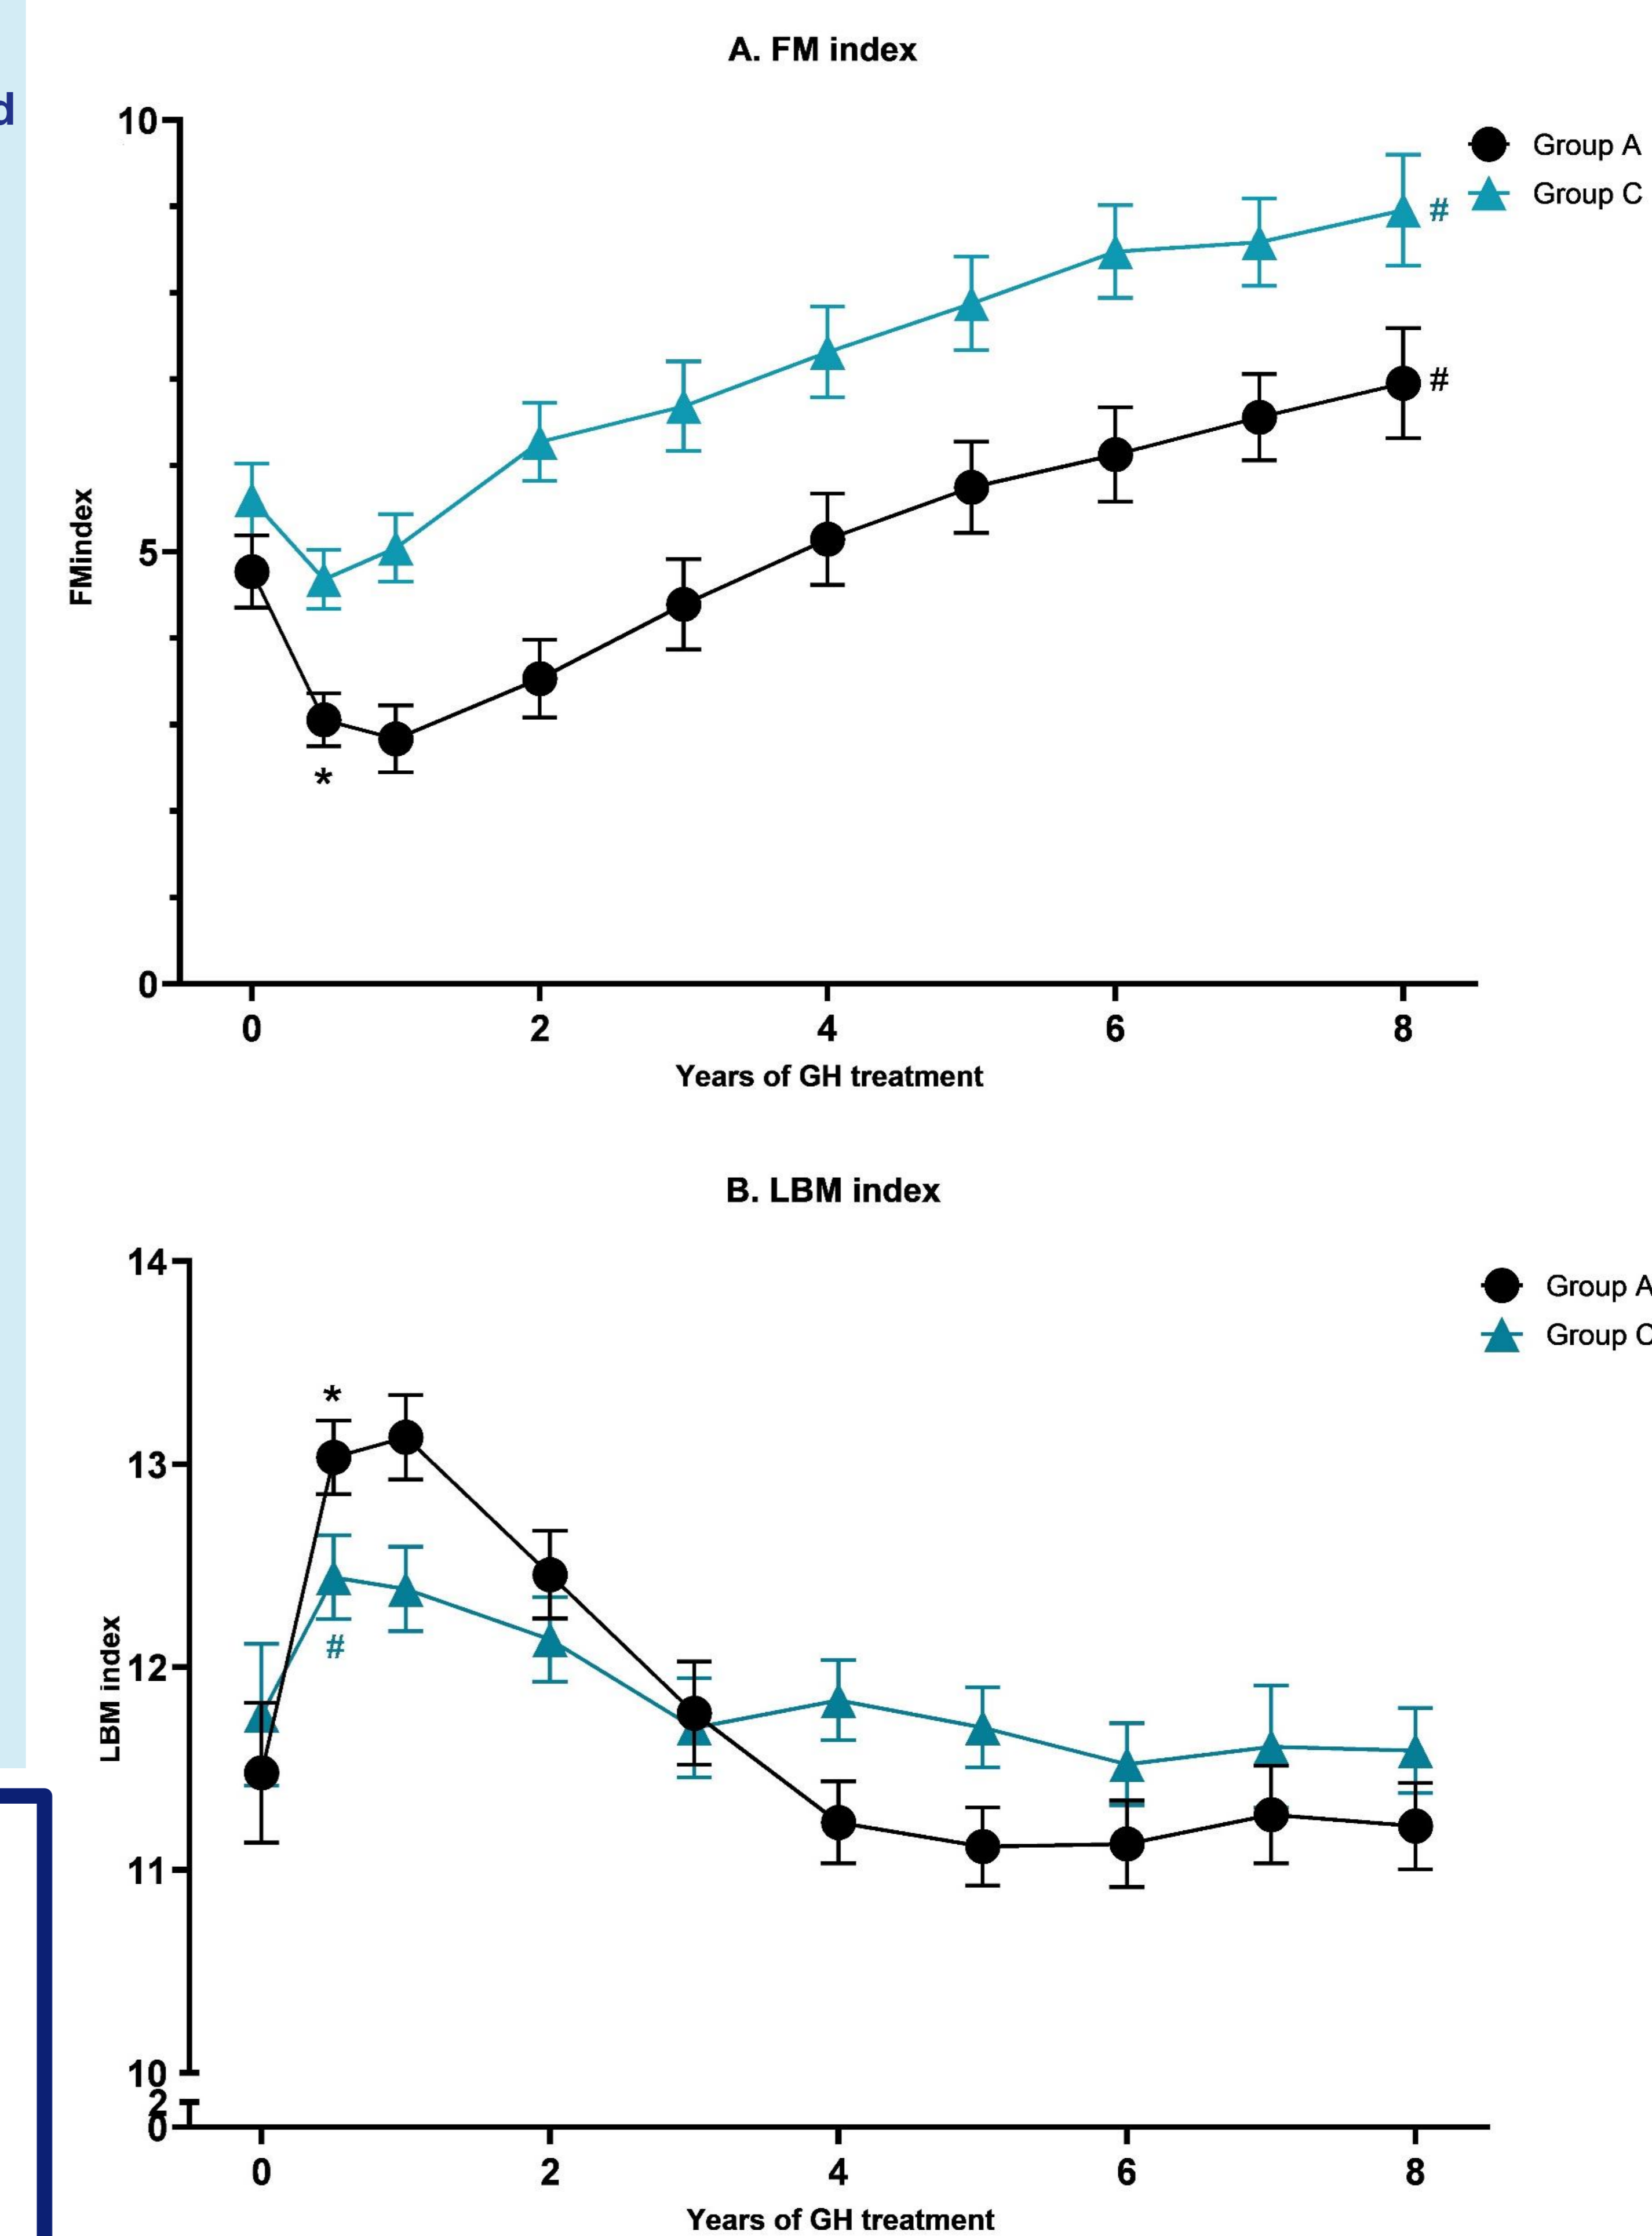 d
A. FM index
10
Group A
Group C
#
#
FMindex
5
*
0
0 2 4 6 8
Years of GH treatment
B. LBM index
14
Group A
Group C
*
13
#
LBM index
12
11
10
2
0
0 2 4 6 8
Years of GH treatment